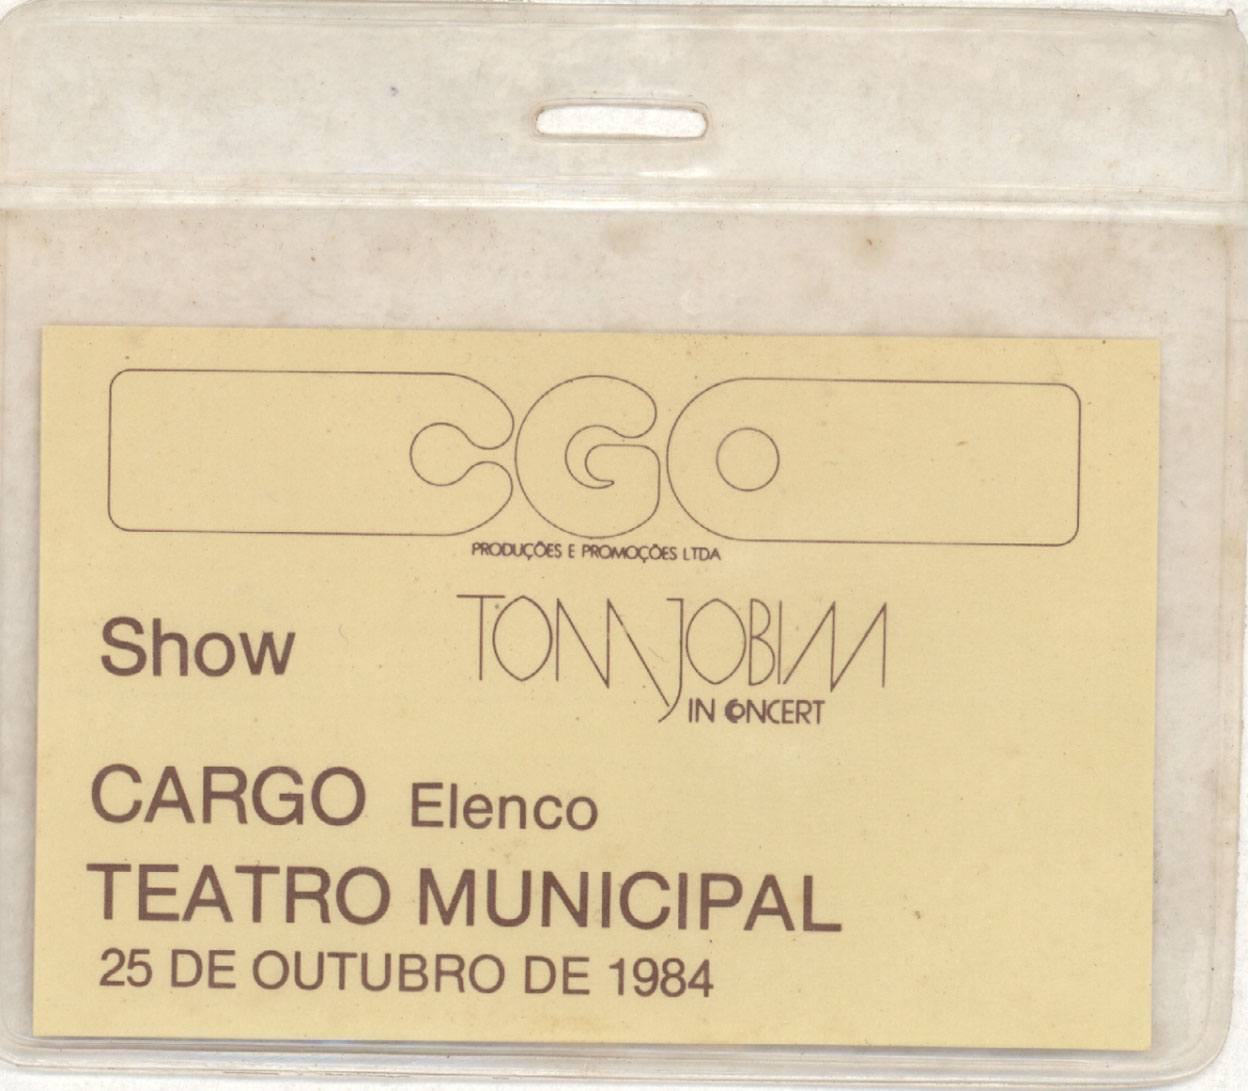 CGO
PRODUÇÕES E PROMOÇÕES LTDA
Show TOM JOBIM
IN CONCERT
CARGO Elenco
TEATRO MUNICIPAL
25 DE OUTUBRO DE 1984